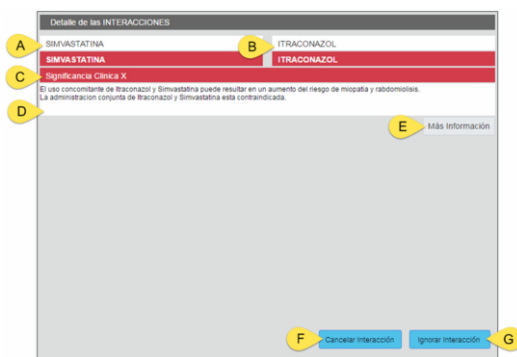 Detalle de las INTERACCIONES
A SIMVASTATINA B ITRACONAZOL
SIMVASTATINA ITRACONAZOL
C Significancia Clínica X
El uso concomitante de Itraconazol y Simvastatina puede resultar en un aumento del riesgo de miopatia y rabdomiolisis.
La administracion conjunta de Itraconazol y Simvastatina esta contraindicada.
D
E Más Información
F Cancelar Interacción Ignorar Interacción G